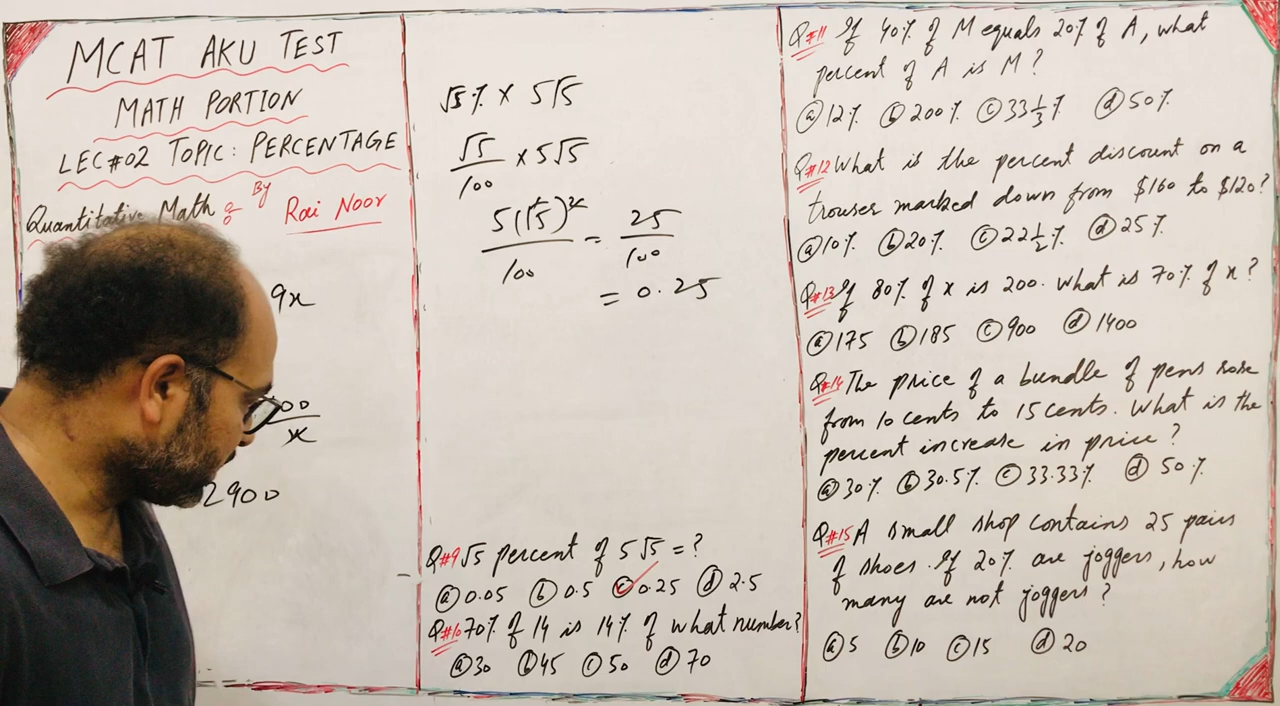 MCAT AKU TEST
MATH PORTION
LEC#02 TOPIC: PERCENTAGE
Quantitative Math By Rai Noor
9x
00
x
2900
√5% × 5√5
√5/100 × 5√5
5(√5)²/100 = 25/100
= 0.25
Q#9 √5 percent of 5√5 = ?
ⓐ 0.05 ⓑ 0.5 ⓒ 0.25 ⓓ 2.5
Q#10 70% of 14 is 14% of what number?
ⓐ 30 ⓑ 45 ⓒ 50 ⓓ 70
Q#11 If 40% of M equals 20% of A, what
percent of A is M?
ⓐ 12% ⓑ 200% ⓒ 33 1/3 % ⓓ 50%
Q#12 What is the percent discount on a
trouser marked down from $160 to $120?
ⓐ 10% ⓑ 20% ⓒ 22 1/2 % ⓓ 25%
Q#13 If 80% of x is 200. What is 70% of x?
ⓐ 175 ⓑ 185 ⓒ 900 ⓓ 1400
Q#14 The price of a bundle of pens rose
from 10 cents to 15 cents. What is the
percent increase in price?
ⓐ 30% ⓑ 30.5% ⓒ 33.33% ⓓ 50%
Q#15 A small shop contains 25 pairs
of shoes. If 20% are joggers, how
many are not joggers?
ⓐ 5 ⓑ 10 ⓒ 15 ⓓ 20